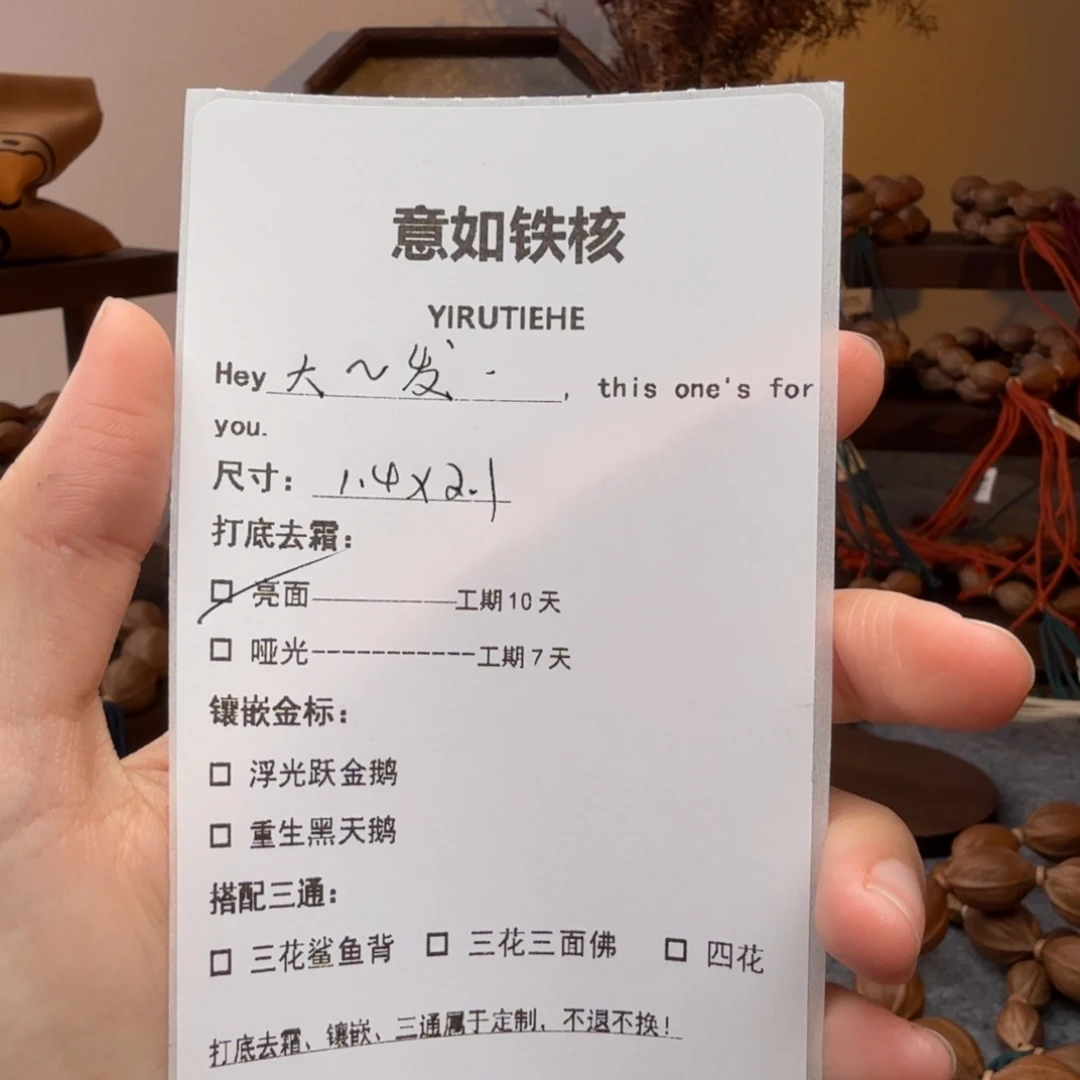 意如铁核
YIRUTIEHE
Hey 大～发, this one's for
you.
尺寸：1.4x2.1
打底去霜：
□ 亮面——————工期10天
□ 哑光-----------工期7天
镶嵌金标：
□ 浮光跃金鹅
□ 重生黑天鹅
搭配三通：
□ 三花鲨鱼背 □ 三花三面佛 □ 四花
打底去霜、镶嵌、三通属于定制，不退不换！